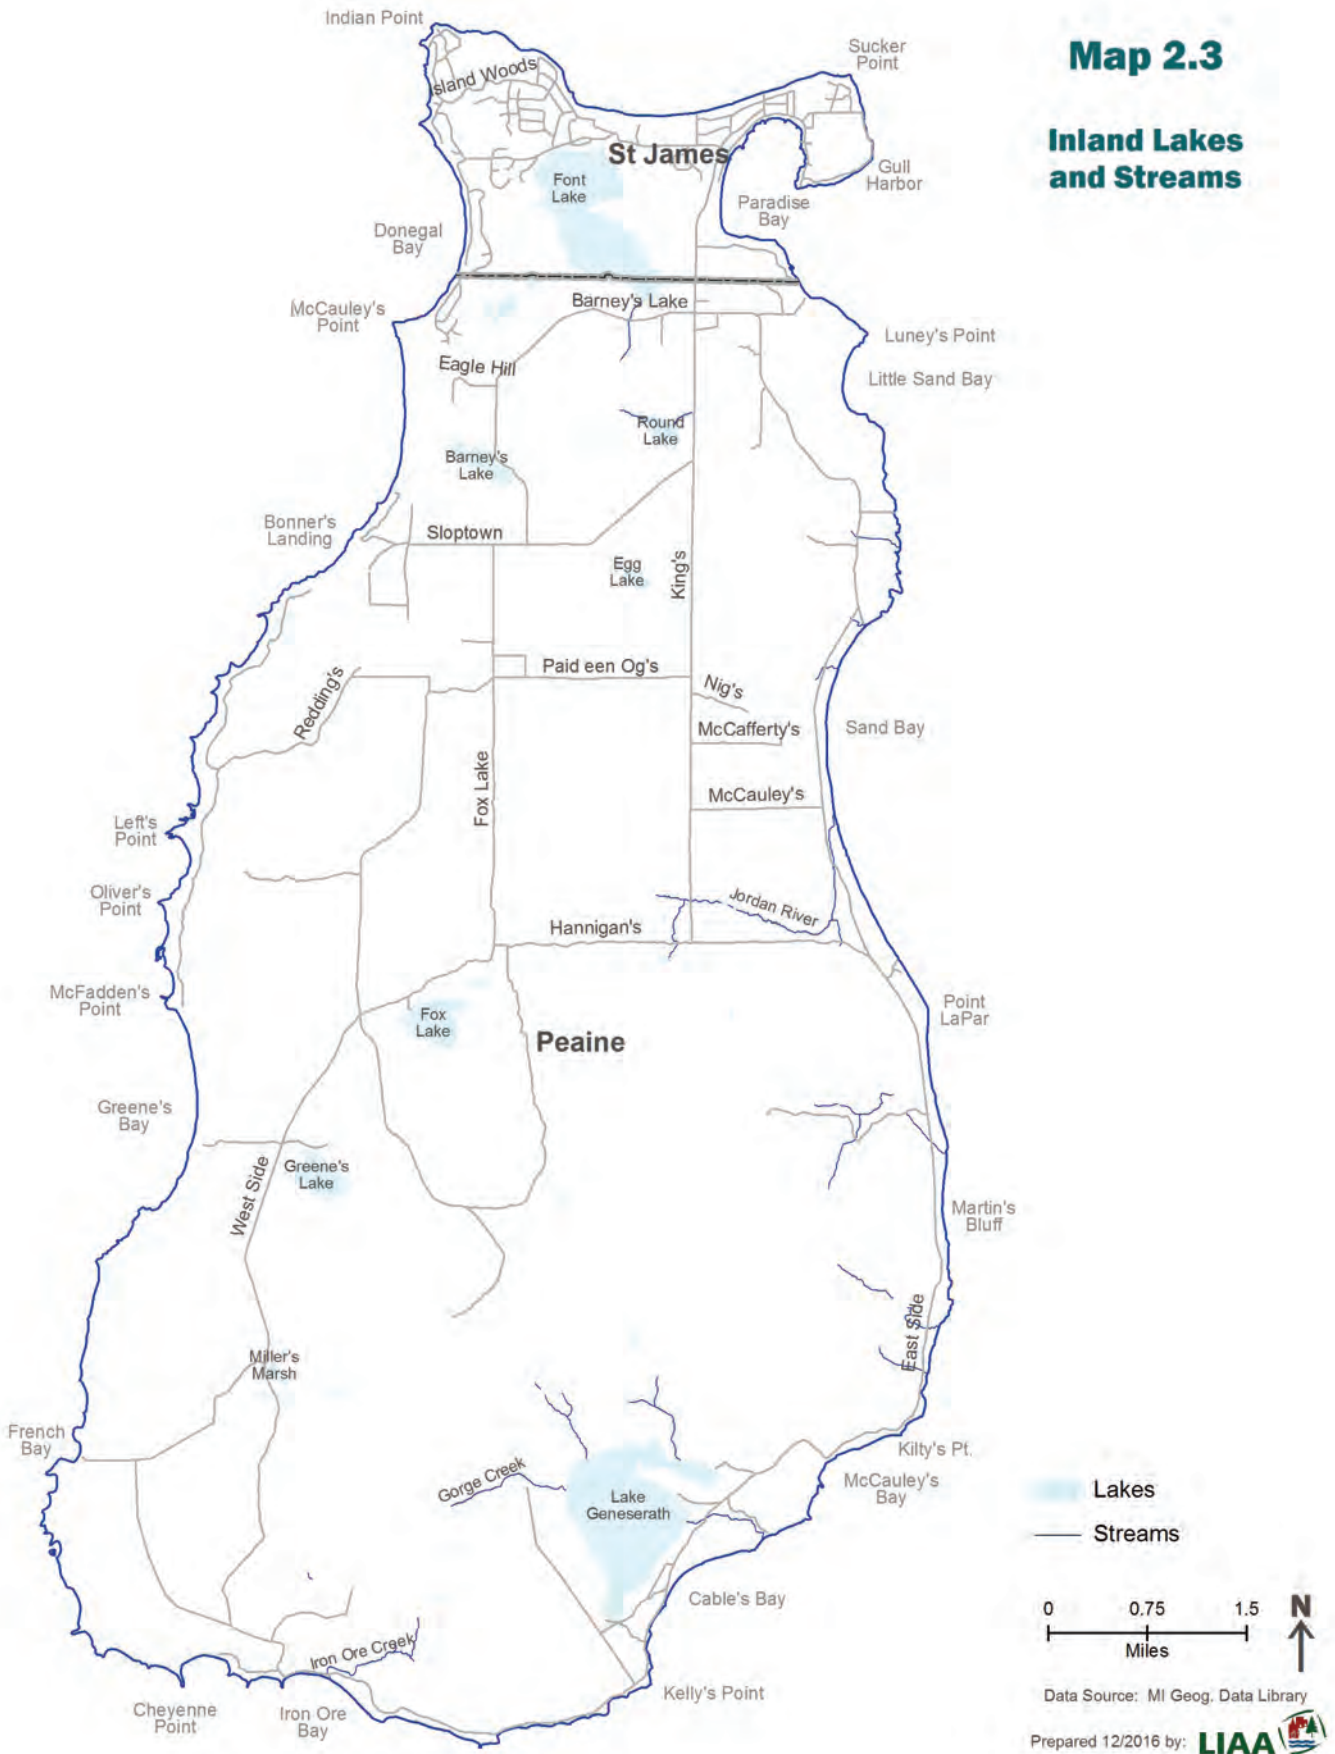 Indian Point
Map 2.3
Sucker
Point
Island Woods
Inland Lakes
and Streams
St James
Gull
Harbor
Font
Lake
Paradise
Bay
Donegal
Bay
McCauley's
Point
Barney's Lake
Luney's Point
Eagle Hill
Little Sand Bay
Round
Lake
Barney's
Lake
Bonner's
Landing
Sloptown
Egg
Lake
King's
Paid een Og's
Redding's
Nig's
McCafferty's
Sand Bay
Fox Lake
McCauley's
Left's
Point
Oliver's
Point
Jordan River
Hannigan's
McFadden's
Point
Point
LaPar
Fox
Lake
Peaine
Greene's
Bay
Greene's
Lake
West Side
Martin's
Bluff
East Side
Miller's
Marsh
French
Bay
Kilty's Pt.
McCauley's
Bay
Gorge Creek
Lake
Geneserath
Lakes
Streams
Cable's Bay
0 0.75 1.5
Miles
N
Iron Ore Creek
Kelly's Point
Cheyenne
Point
Iron Ore
Bay
Data Source: MI Geog. Data Library
Prepared 12/2016 by: LIAA